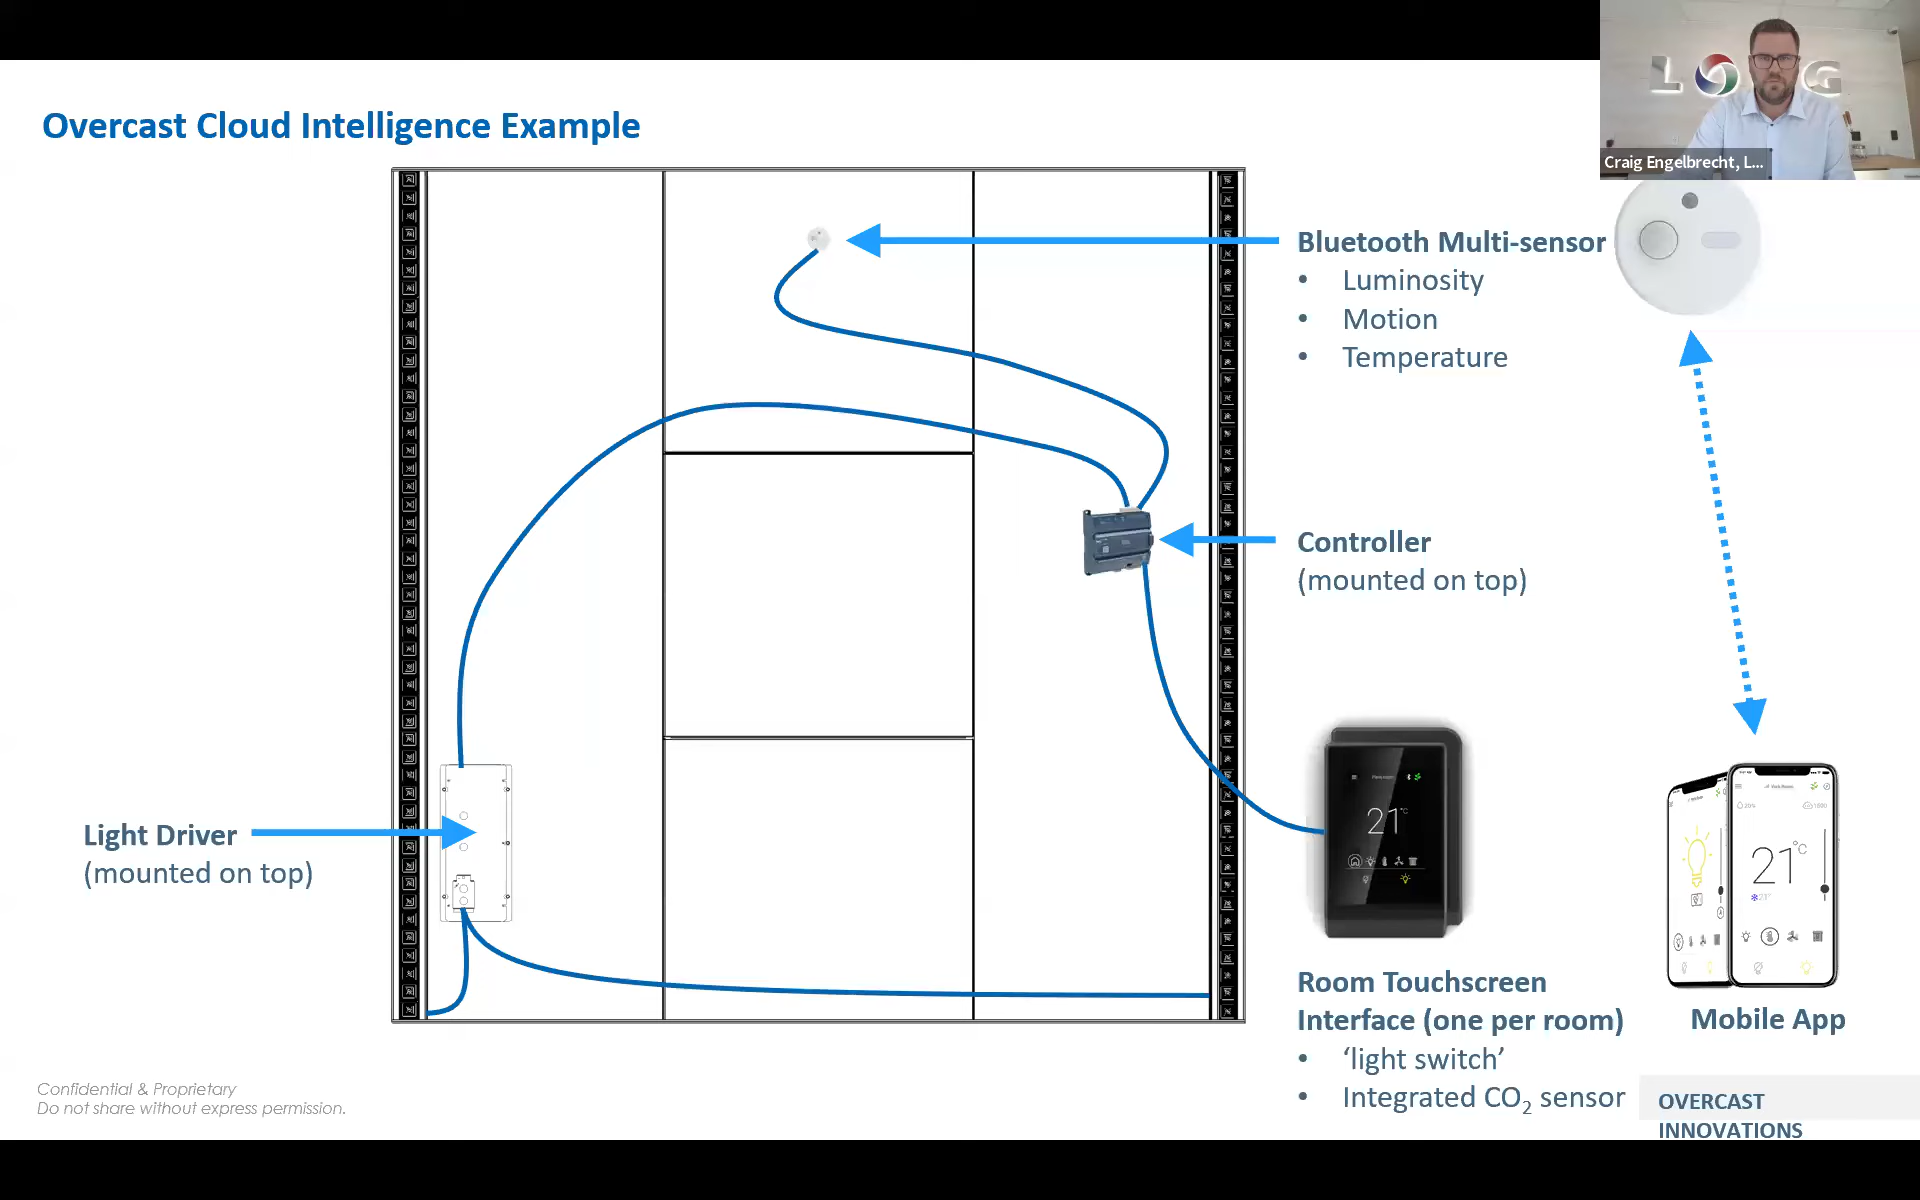 Overcast Cloud Intelligence Example
L O G
Craig Engelbrecht, L...
Bluetooth Multi-sensor
• Luminosity
• Motion
• Temperature
Controller
(mounted on top)
Light Driver
(mounted on top)
21°C
21°C
Room Touchscreen
Interface (one per room)
• ‘light switch’
• Integrated CO₂ sensor
Mobile App
Confidential & Proprietary
Do not share without express permission.
OVERCAST
INNOVATIONS